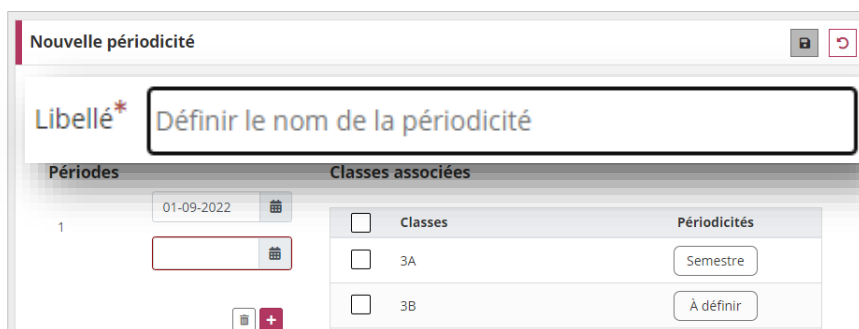 Nouvelle périodicité
Libellé* Définir le nom de la périodicité
Périodes Classes associées
01-09-2022
1
Classes Périodicités
3A Semestre
3B À définir